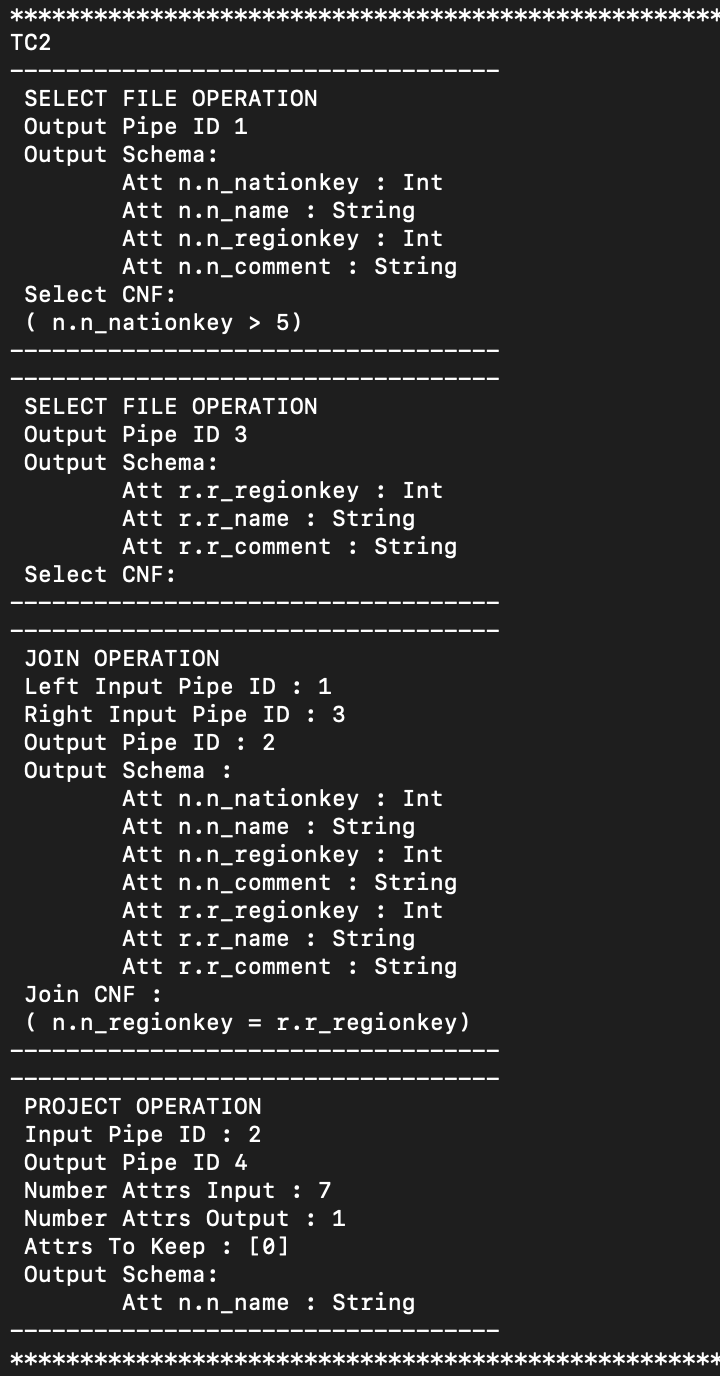 ****************************************************
TC2
-----------------------------------
 SELECT FILE OPERATION
 Output Pipe ID 1
 Output Schema:
        Att n.n_nationkey : Int
        Att n.n_name : String
        Att n.n_regionkey : Int
        Att n.n_comment : String
 Select CNF:
 ( n.n_nationkey > 5)
-----------------------------------
-----------------------------------
 SELECT FILE OPERATION
 Output Pipe ID 3
 Output Schema:
        Att r.r_regionkey : Int
        Att r.r_name : String
        Att r.r_comment : String
 Select CNF:
-----------------------------------
-----------------------------------
 JOIN OPERATION
 Left Input Pipe ID : 1
 Right Input Pipe ID : 3
 Output Pipe ID : 2
 Output Schema :
        Att n.n_nationkey : Int
        Att n.n_name : String
        Att n.n_regionkey : Int
        Att n.n_comment : String
        Att r.r_regionkey : Int
        Att r.r_name : String
        Att r.r_comment : String
 Join CNF :
 ( n.n_regionkey = r.r_regionkey)
-----------------------------------
-----------------------------------
 PROJECT OPERATION
 Input Pipe ID : 2
 Output Pipe ID 4
 Number Attrs Input : 7
 Number Attrs Output : 1
 Attrs To Keep : [0]
 Output Schema:
        Att n.n_name : String
-----------------------------------
****************************************************